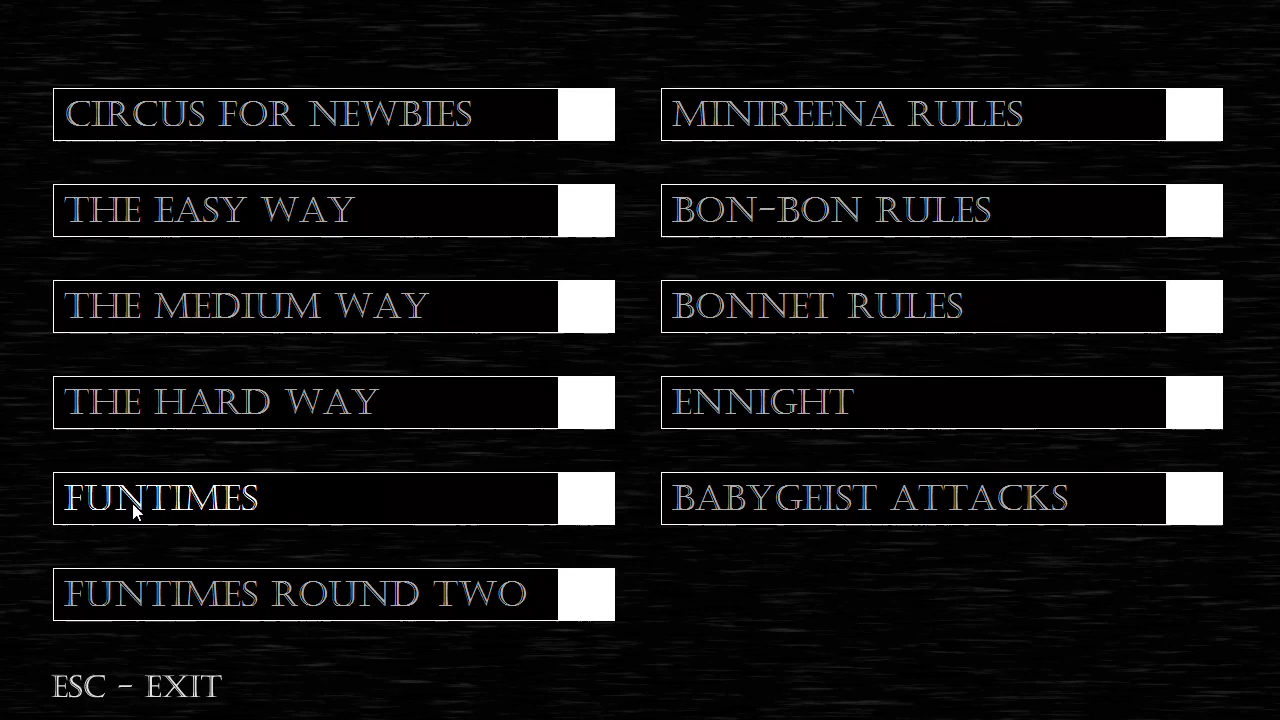 CIRCUS FOR NEWBIES
THE EASY WAY
THE MEDIUM WAY
THE HARD WAY
FUNTIMES
FUNTIMES ROUND TWO
MINIREENA RULES
BON-BON RULES
BONNET RULES
ENNIGHT
BABYGEIST ATTACKS
ESC - EXIT